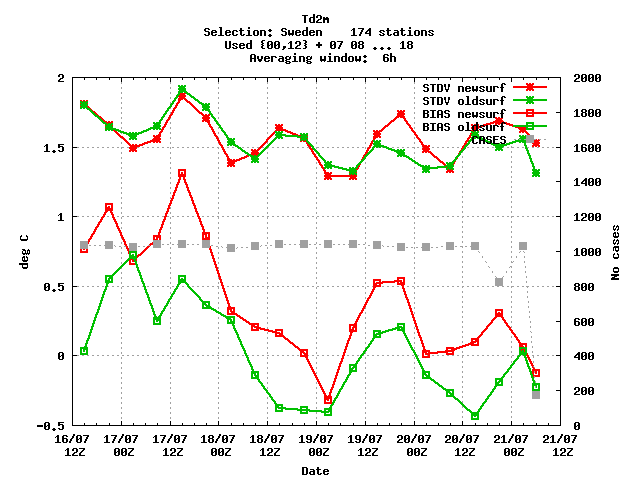 Td2m
Selection: Sweden 174 stations
Used {00,12} + 07 08 ... 18
Averaging window: 6h
STDV newsurf
STDV oldsurf
BIAS newsurf
BIAS oldsurf
CASES
2
1.5
1
0.5
0
-0.5
deg C
2000
1800
1600
1400
1200
1000
800
600
400
200
0
No cases
16/07 17/07 17/07 18/07 18/07 19/07 19/07 20/07 20/07 21/07 21/07
12Z 00Z 12Z 00Z 12Z 00Z 12Z 00Z 12Z 00Z 12Z
Date